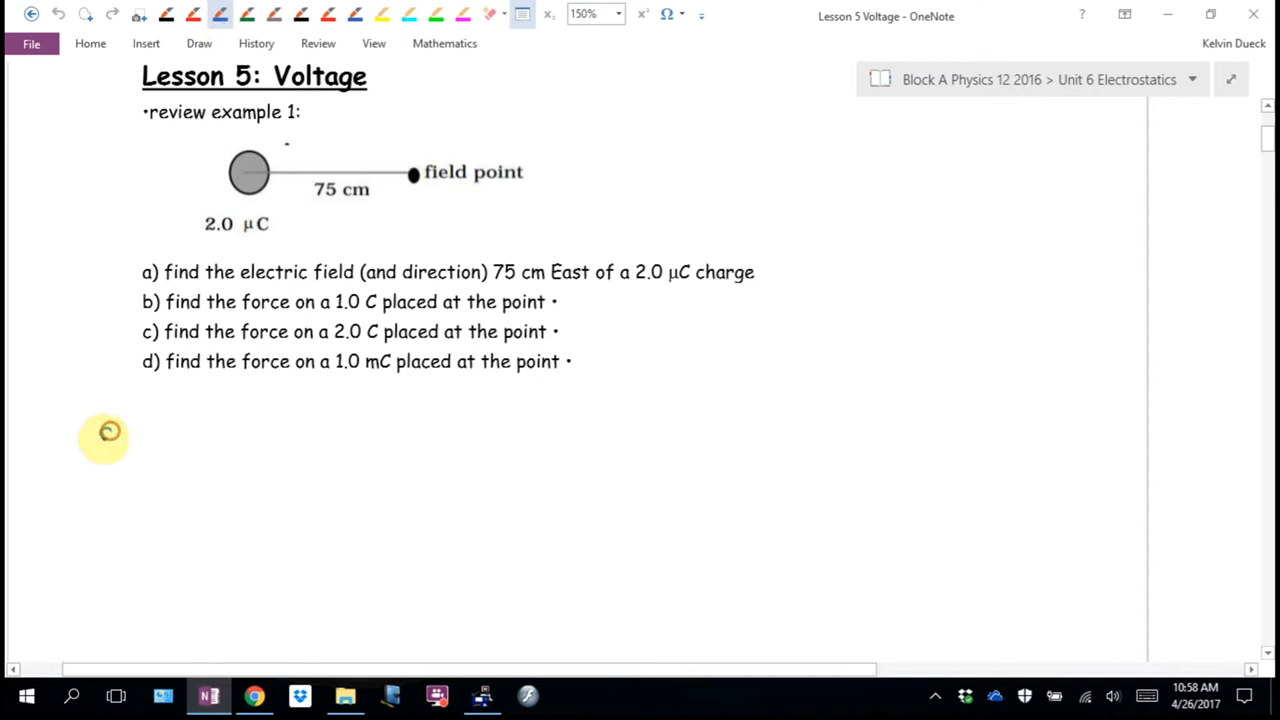 150%
Lesson 5 Voltage - OneNote
?
File
Home
Insert
Draw
History
Review
View
Mathematics
Kelvin Dueck
Lesson 5: Voltage
Block A Physics 12 2016 > Unit 6 Electrostatics
•review example 1:
field point
75 cm
2.0 μC
a) find the electric field (and direction) 75 cm East of a 2.0 μC charge
b) find the force on a 1.0 C placed at the point •
c) find the force on a 2.0 C placed at the point •
d) find the force on a 1.0 mC placed at the point •
10:58 AM
4/26/2017